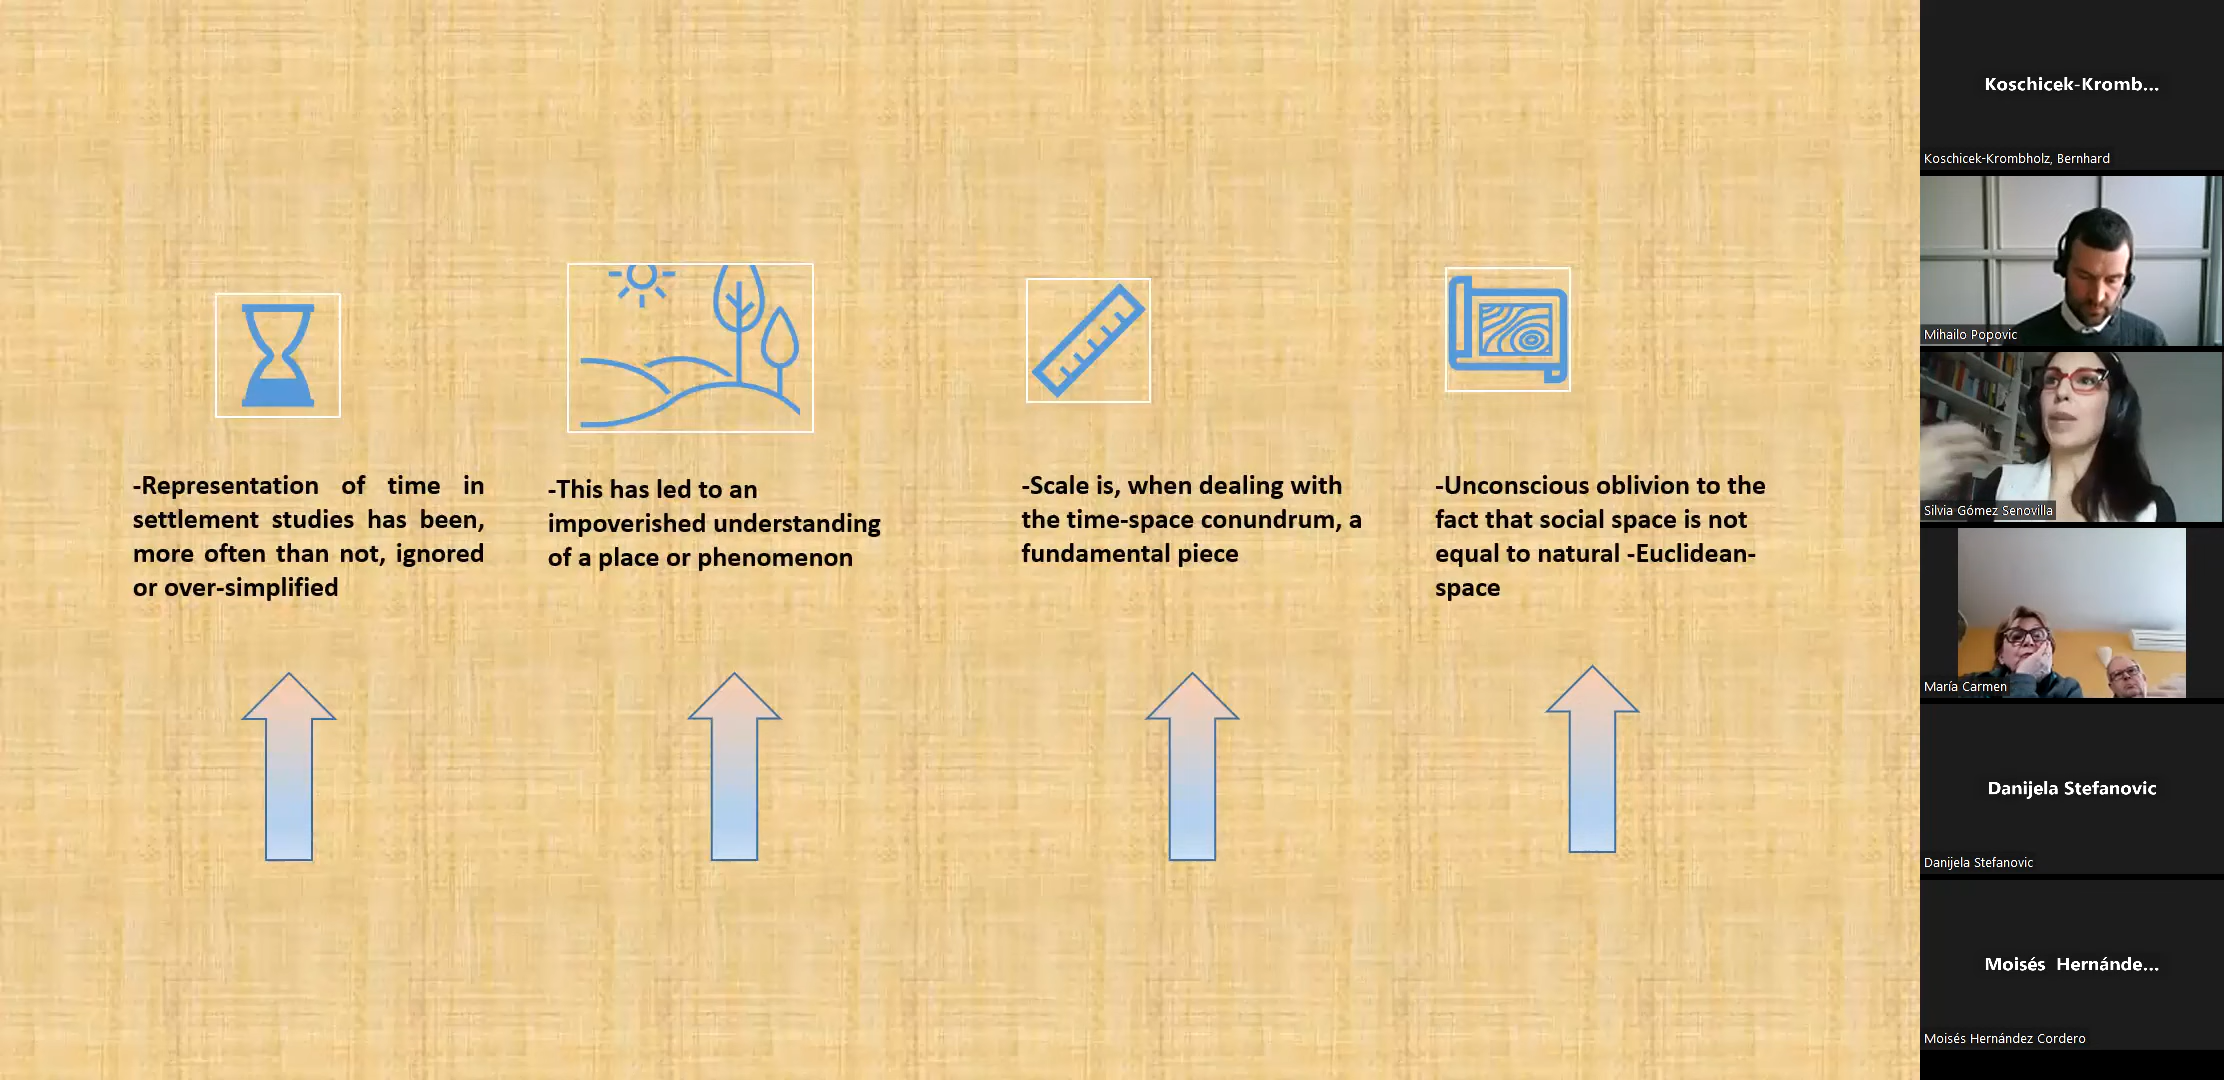 -Representation of time in
settlement studies has been,
more often than not, ignored
or over-simplified
-This has led to an
impoverished understanding
of a place or phenomenon
-Scale is, when dealing with
the time-space conundrum, a
fundamental piece
-Unconscious oblivion to the
fact that social space is not
equal to natural -Euclidean-
space
Koschicek-Kromb...
Koschicek-Krombholz, Bernhard
Mihailo Popovic
Silvia Gómez Senovilla
María Carmen
Danijela Stefanovic
Danijela Stefanovic
Moisés Hernánde...
Moisés Hernández Cordero